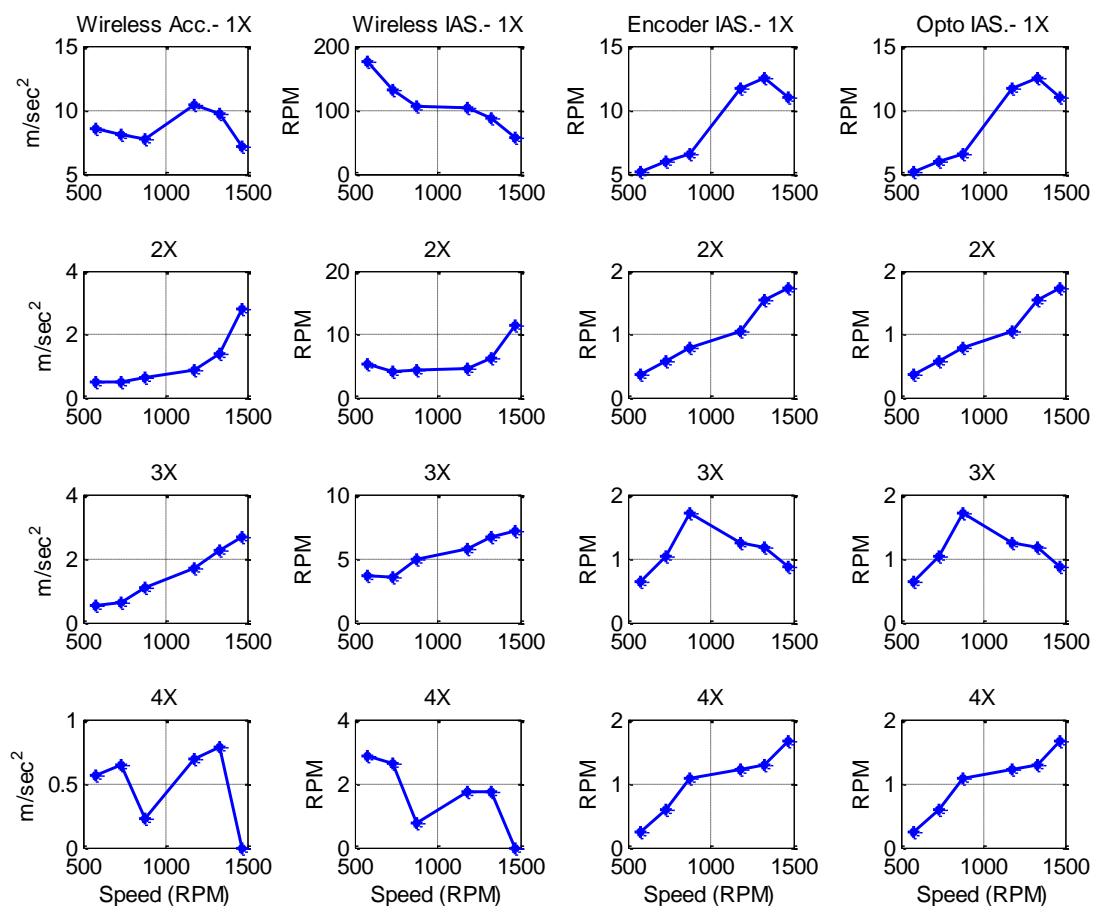 Wireless Acc.- 1X
Wireless IAS.- 1X
Encoder IAS.- 1X
Opto IAS.- 1X
15
10
5
m/sec²
500 1000 1500
200
100
0
RPM
500 1000 1500
15
10
5
RPM
500 1000 1500
15
10
5
RPM
500 1000 1500
2X
4
2
0
m/sec²
500 1000 1500
2X
20
10
0
RPM
500 1000 1500
2X
2
1
0
RPM
500 1000 1500
2X
2
1
0
RPM
500 1000 1500
3X
4
2
0
m/sec²
500 1000 1500
3X
10
5
0
RPM
500 1000 1500
3X
2
1
0
RPM
500 1000 1500
3X
2
1
0
RPM
500 1000 1500
4X
1
0.5
0
m/sec²
500 1000 1500
Speed (RPM)
4X
4
2
0
RPM
500 1000 1500
Speed (RPM)
4X
2
1
0
RPM
500 1000 1500
Speed (RPM)
4X
2
1
0
RPM
500 1000 1500
Speed (RPM)